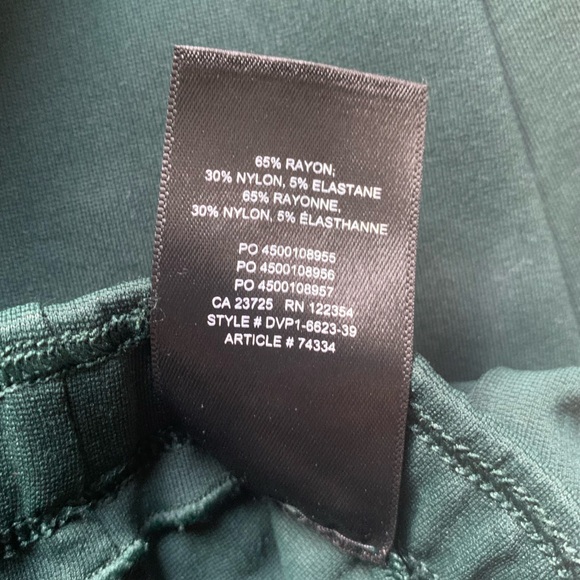 65% RAYON;
30% NYLON, 5% ELASTANE
65% RAYONNE,
30% NYLON, 5% ÉLASTHANNE
PO 4500108955
PO 4500108956
PO 4500108957
CA 23725 RN 122354
STYLE # DVP1-6623-39
ARTICLE # 74334